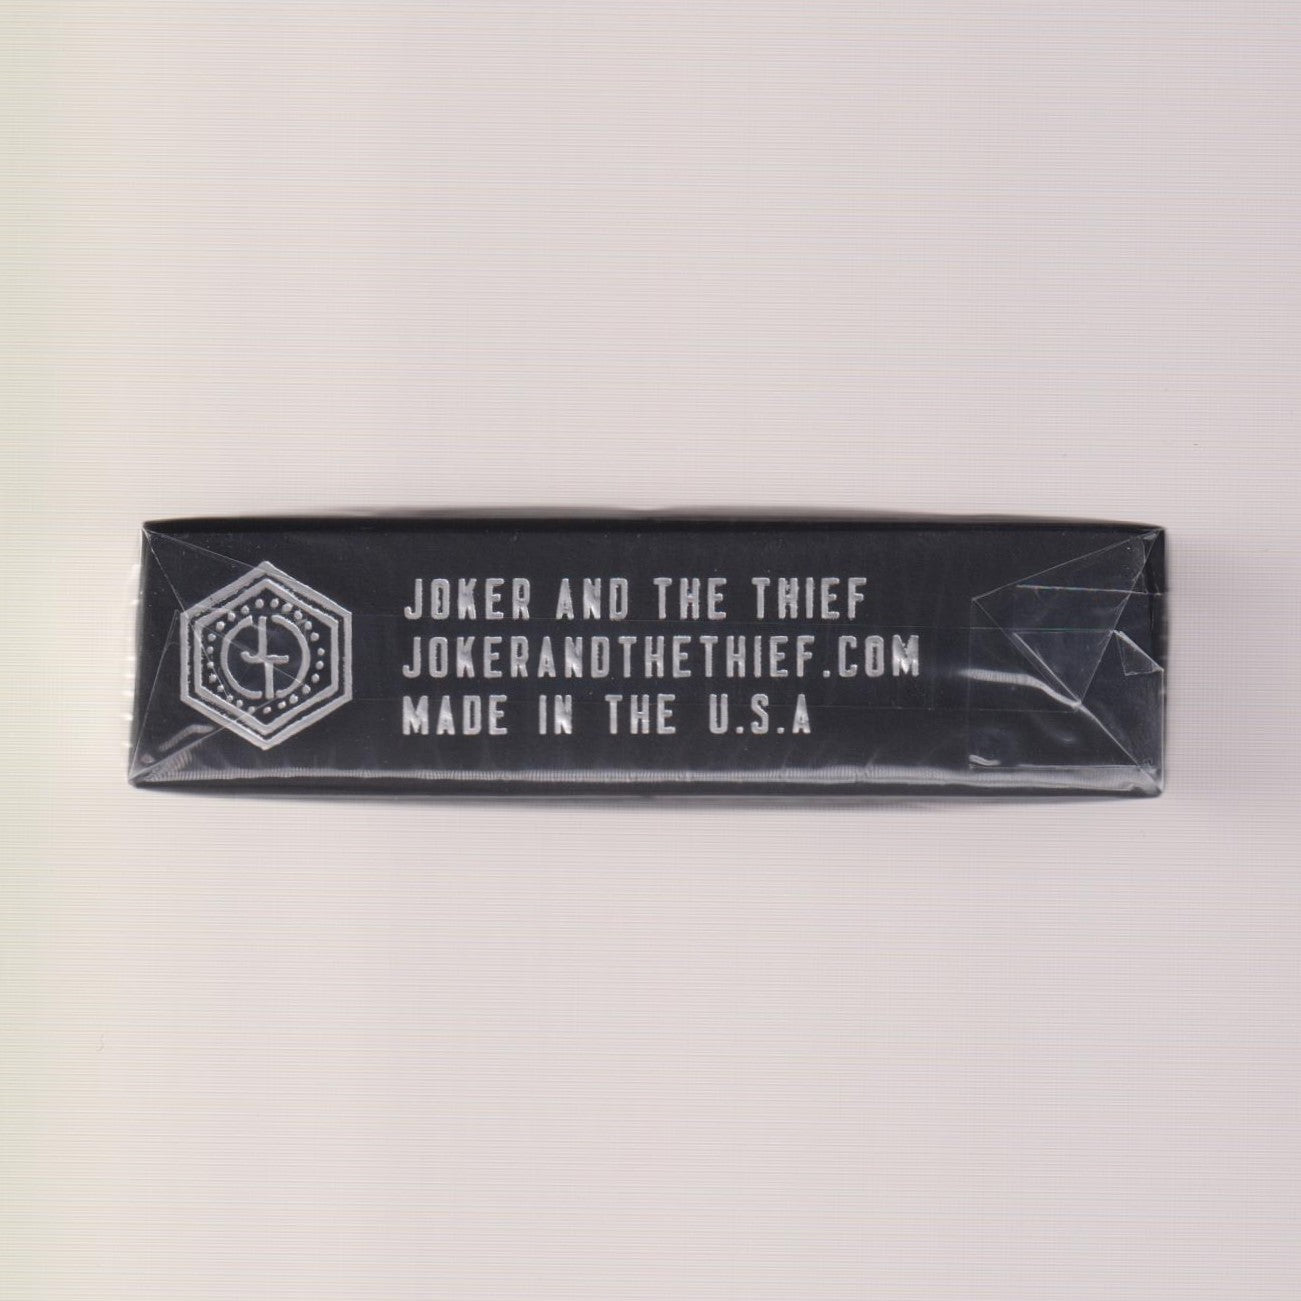 JOKER AND THE THIEF
JOKERANDTHETHIEF.COM
MADE IN THE U.S.A